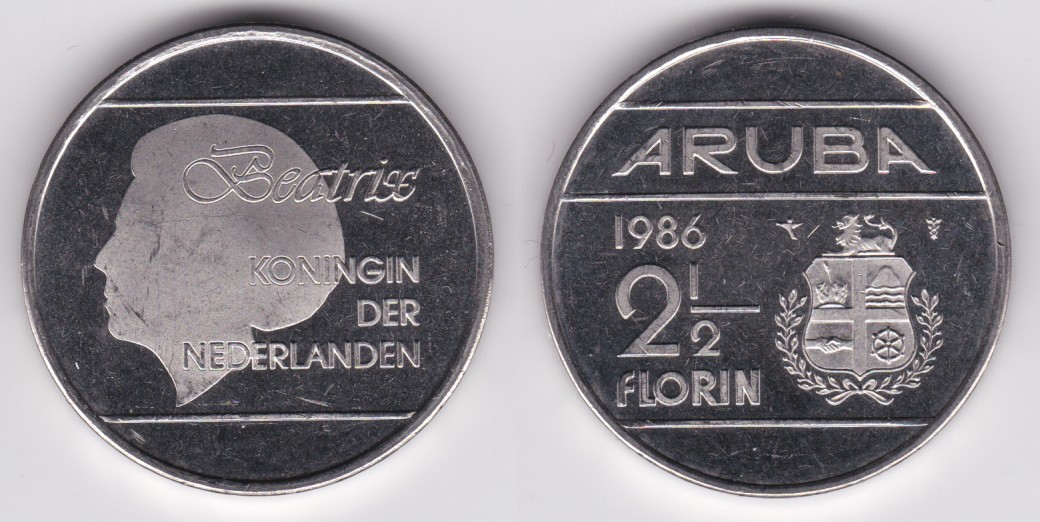 Beatrix
KONINGIN
DER
NEDERLANDEN
ARUBA
1986
2 1/2
FLORIN